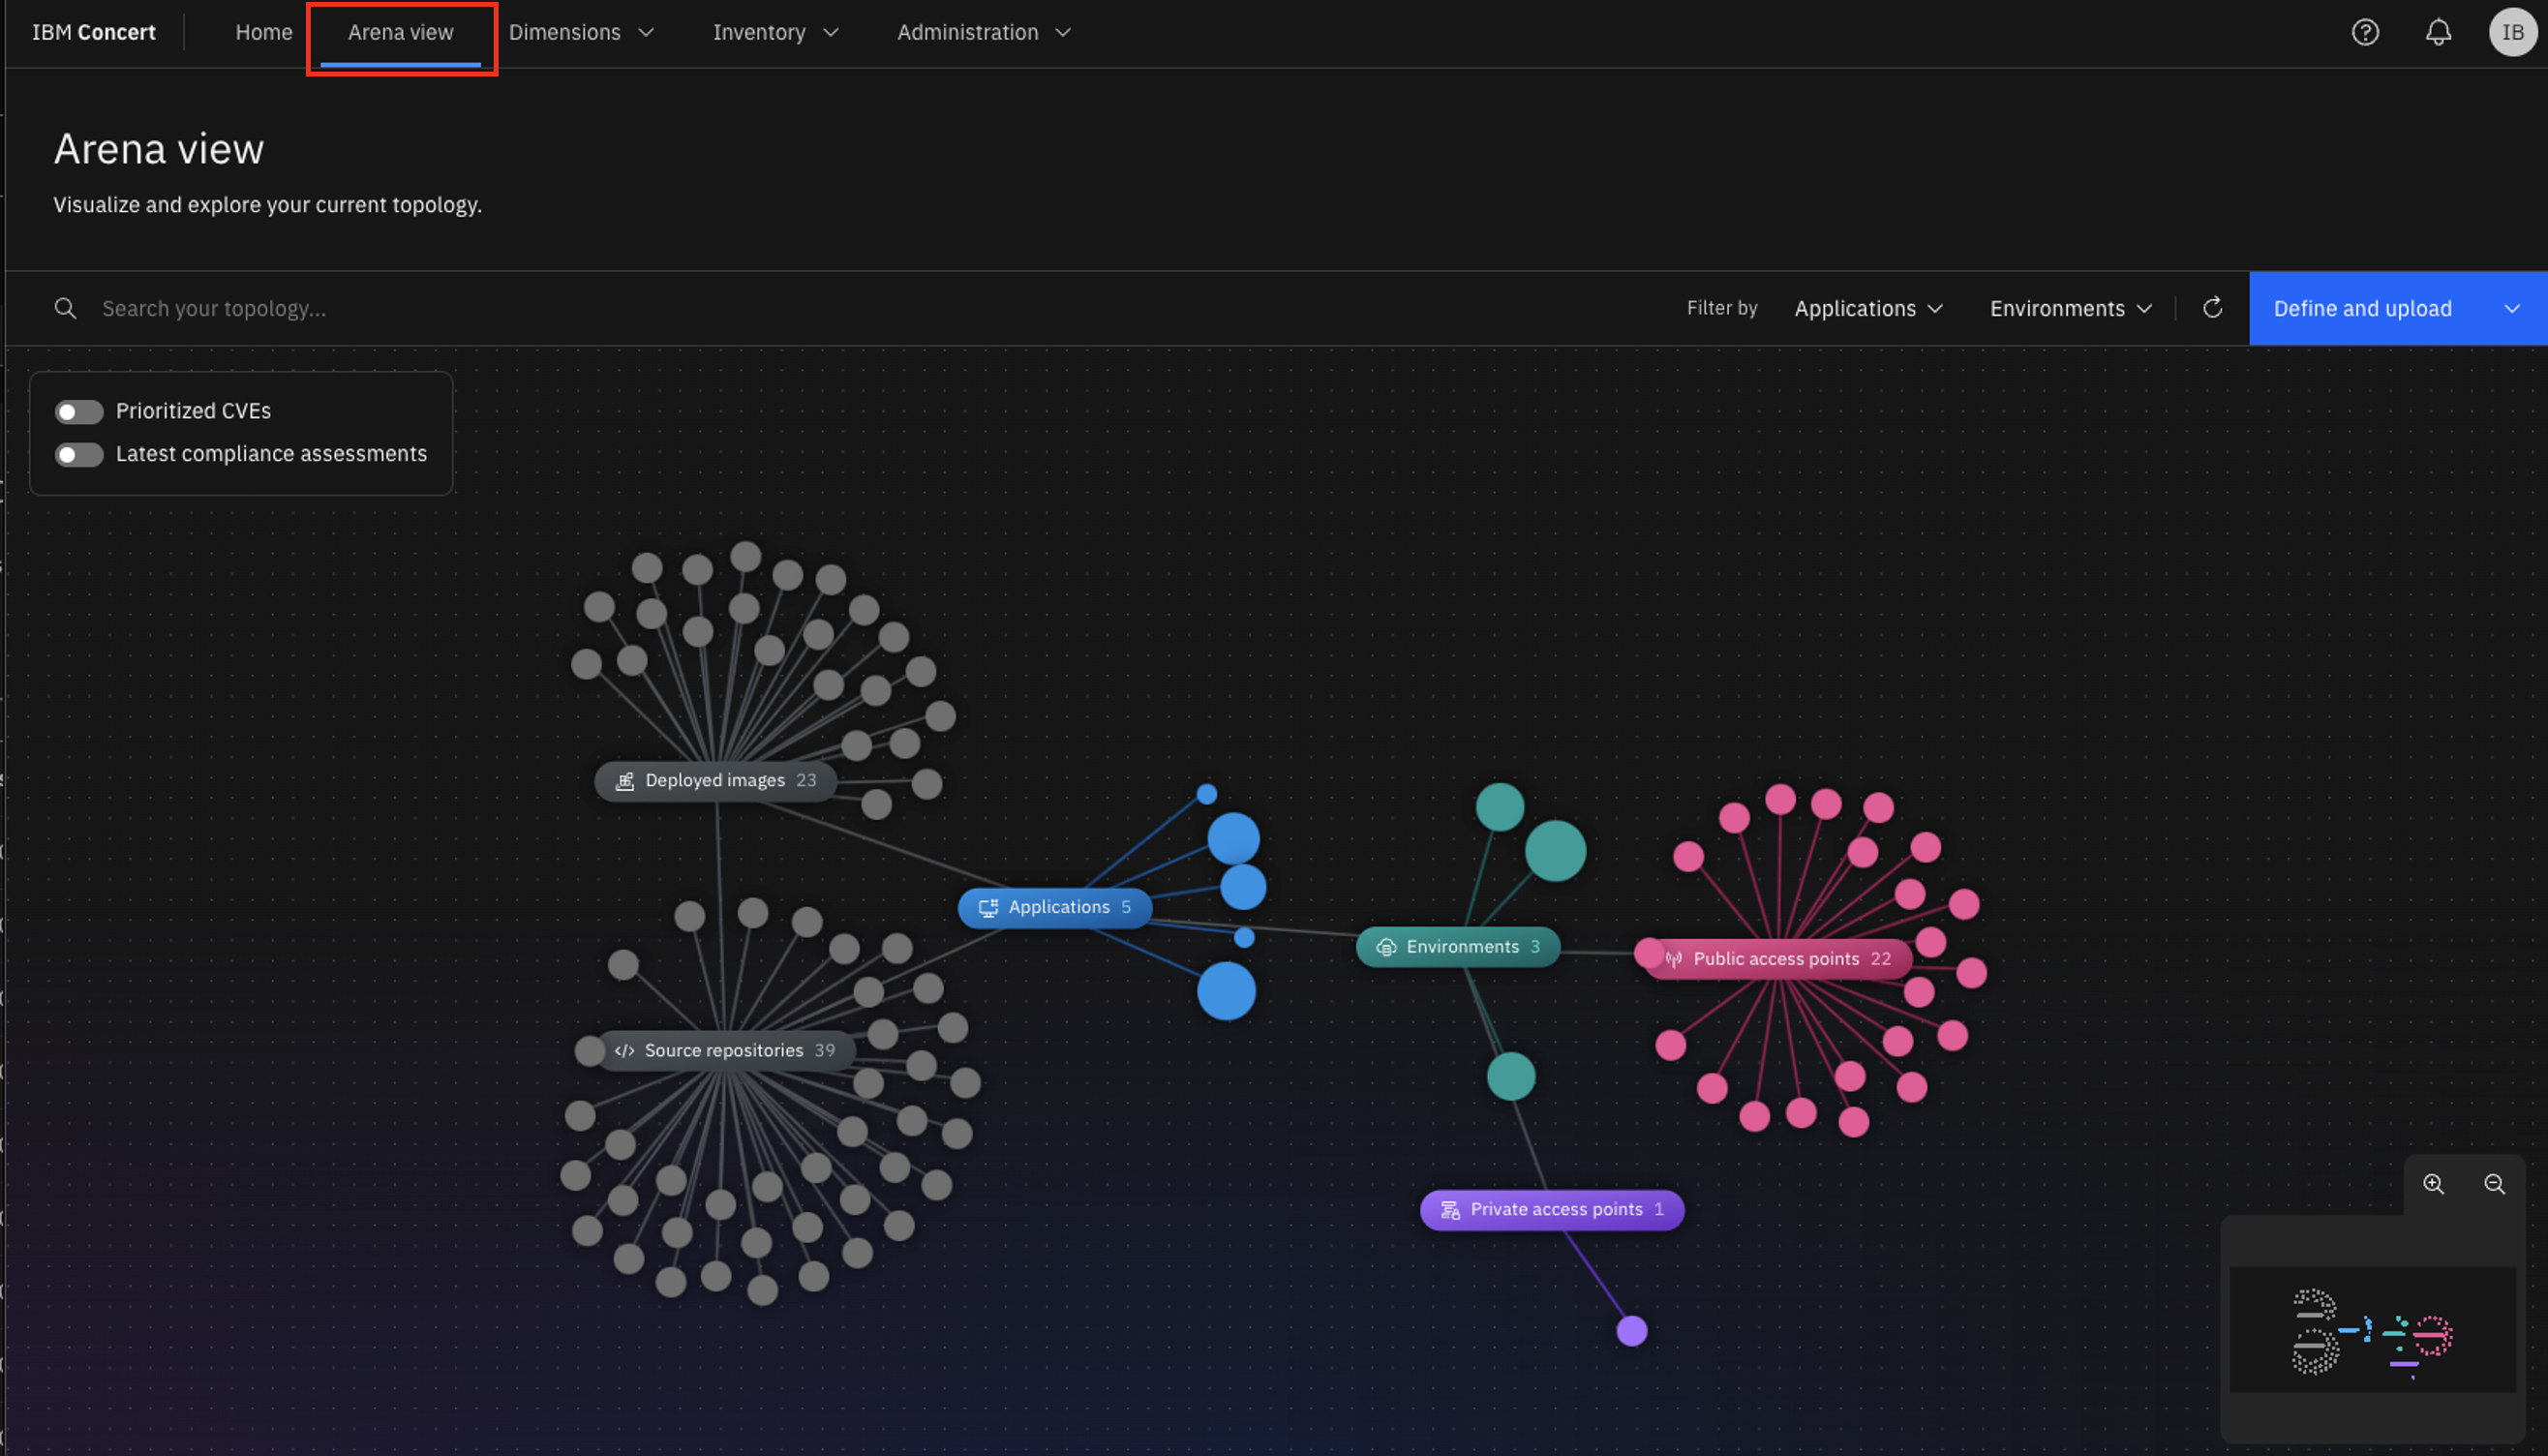 IBM Concert Home Arena view Dimensions Inventory Administration IB
Arena view
Visualize and explore your current topology.
Search your topology... Filter by Applications Environments Define and upload
Prioritized CVEs
Latest compliance assessments
Deployed images 23
Applications 5
Environments 3
Public access points 22
Source repositories 39
Private access points 1